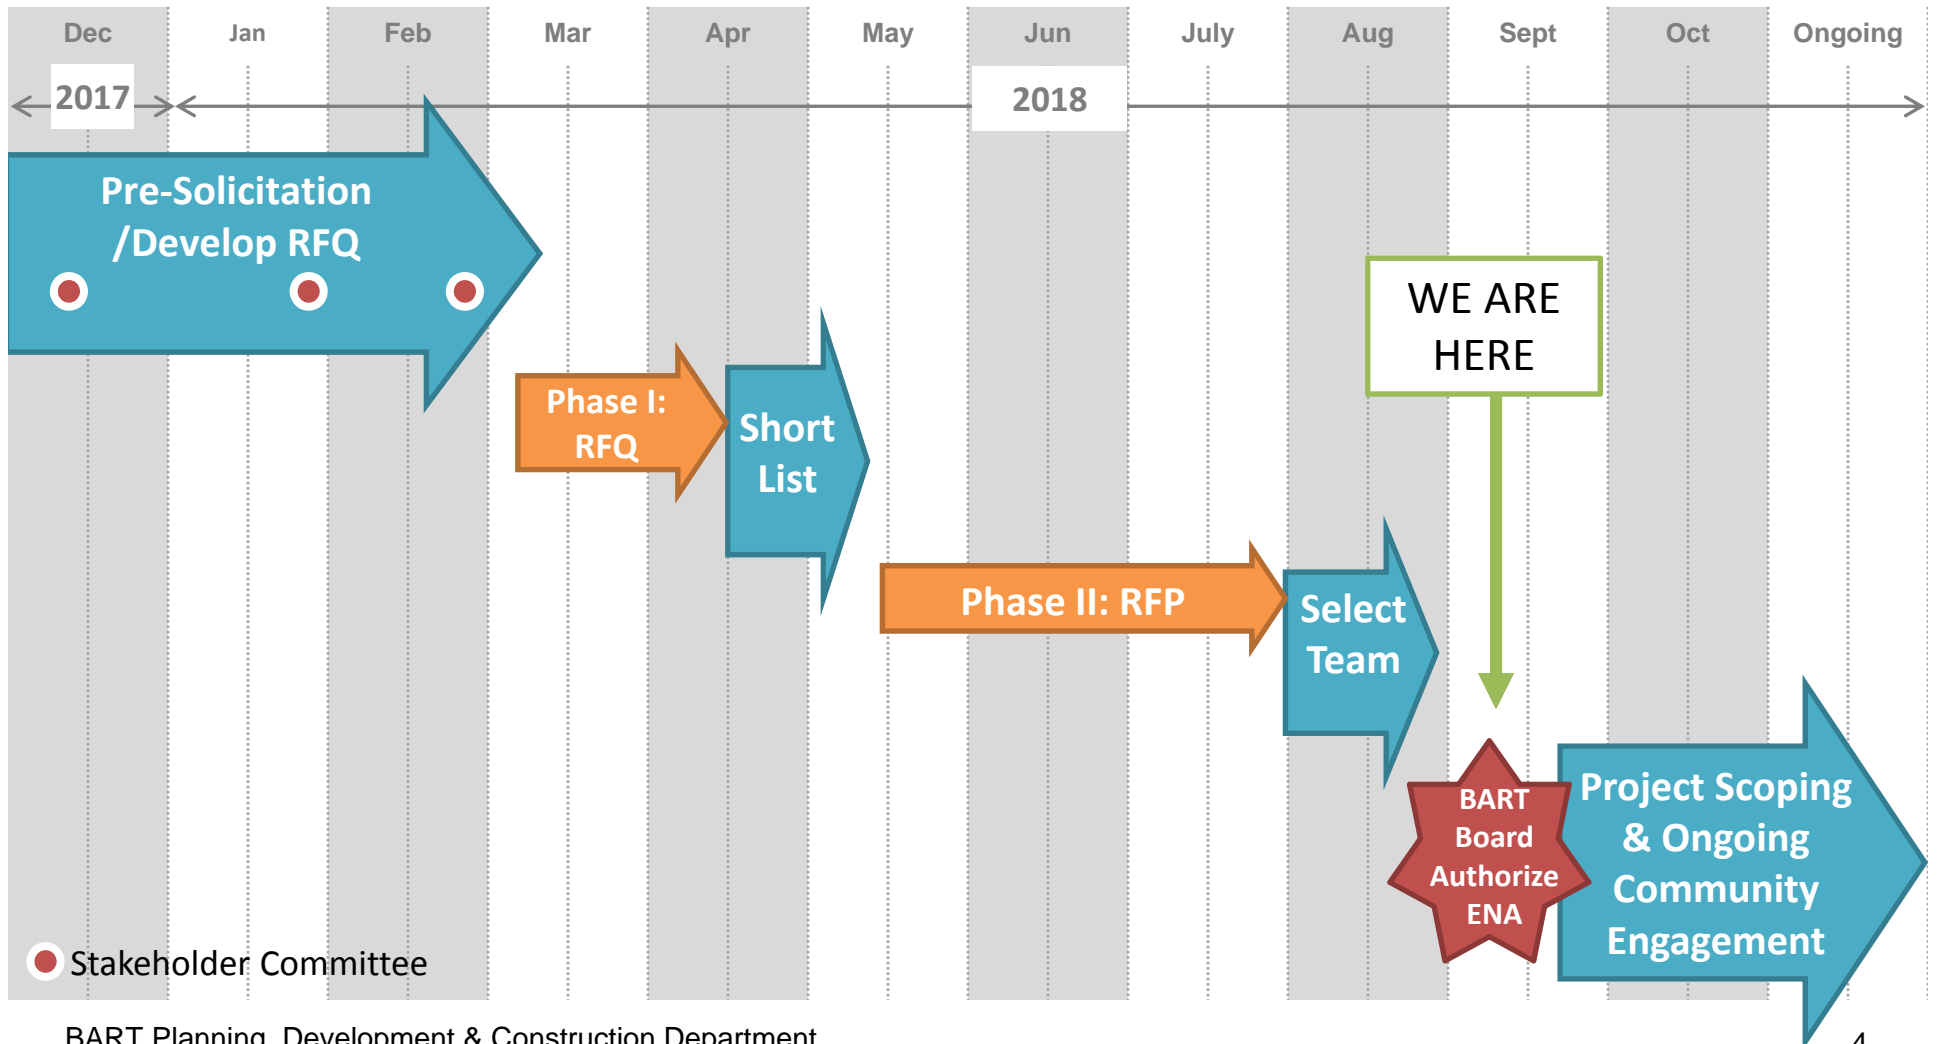 Dec Jan Feb Mar Apr May Jun July Aug Sept Oct Ongoing
2017 2018
Pre-Solicitation
/Develop RFQ
WE ARE
HERE
Phase I:
RFQ
Short
List
Phase II: RFP
Select
Team
BART
Board
Authorize
ENA
Project Scoping
& Ongoing
Community
Engagement
Stakeholder Committee
BART Planning, Development & Construction Department
4